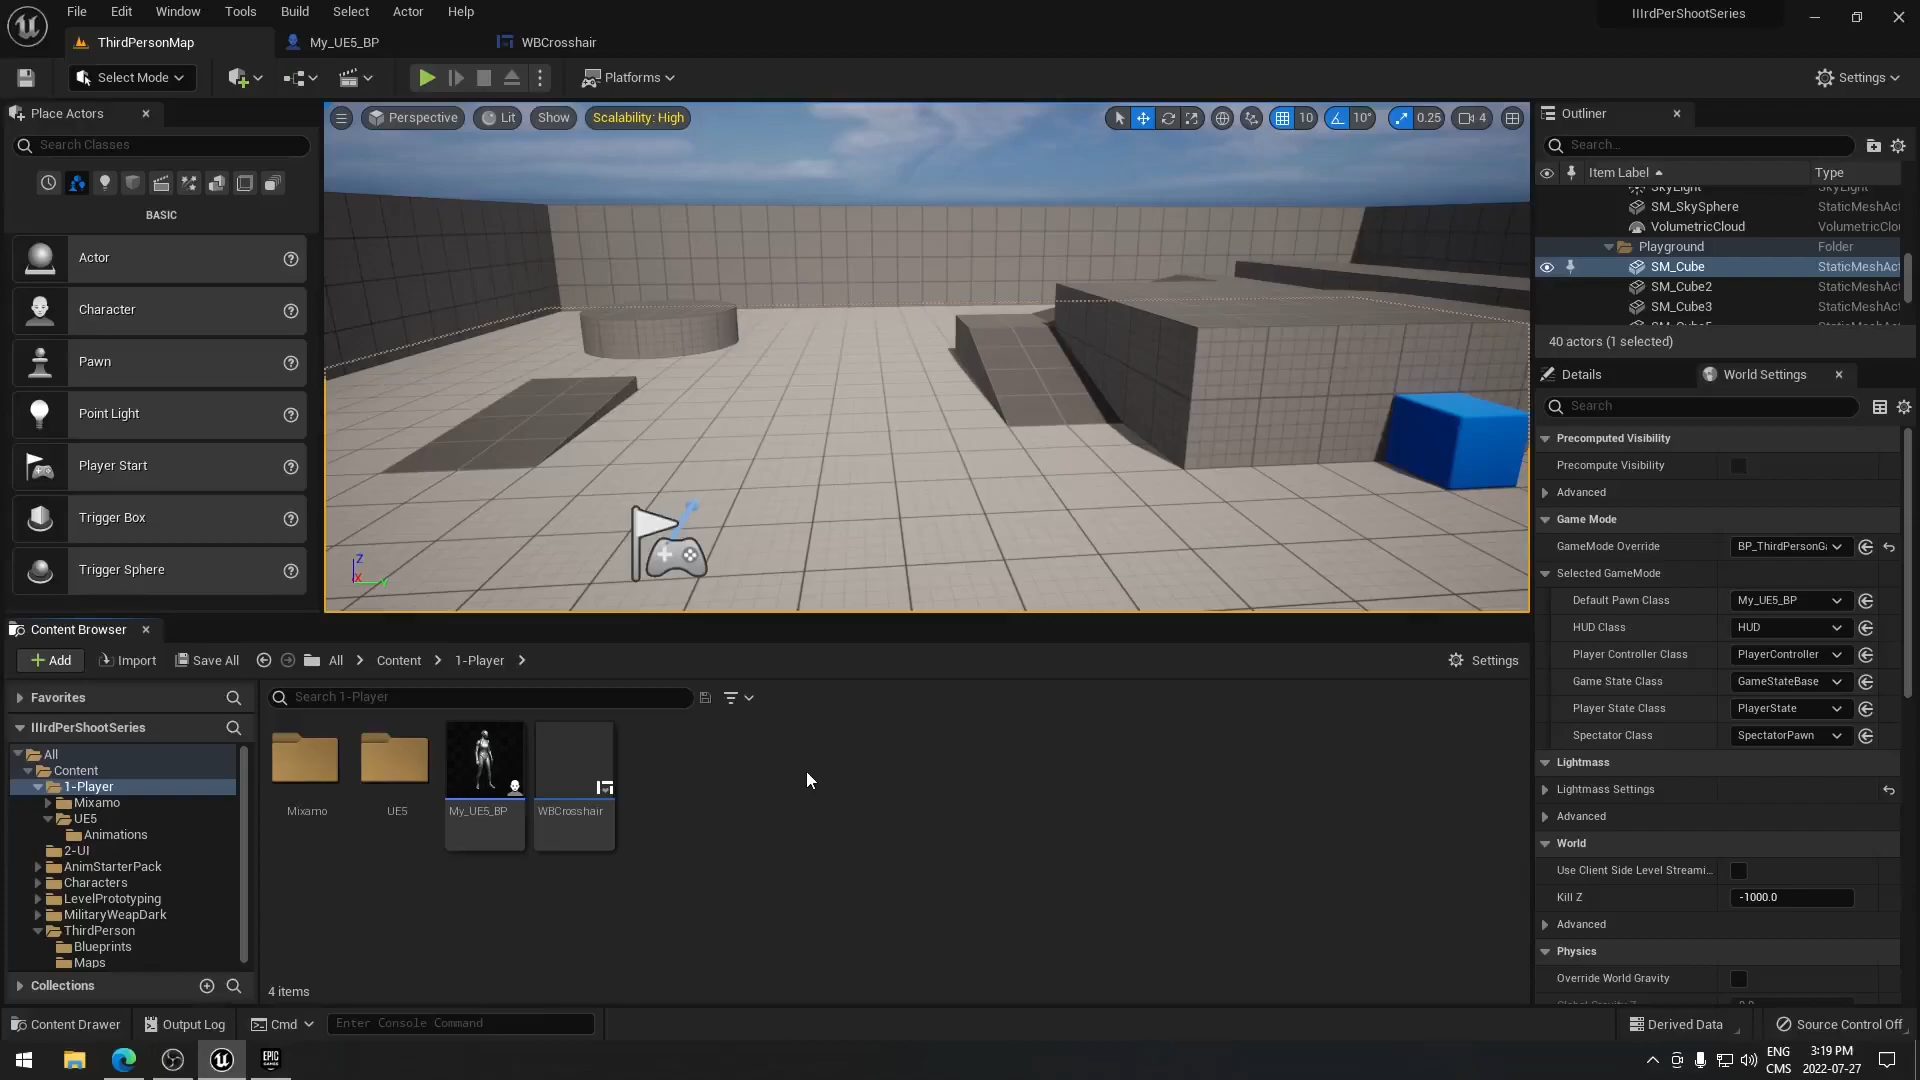 File Edit Window Tools Build Select Actor Help
IIIrdPerShootSeries
ThirdPersonMap
My_UE5_BP
WBCrosshair
Select Mode
Platforms
Settings
Place Actors
Search Classes
BASIC
Actor
Character
Pawn
Point Light
Player Start
Trigger Box
Trigger Sphere
Perspective
Lit
Show
Scalability: High
10
10°
0.25
4
Z
X
Y
Outliner
Search...
Item Label
Type
SkyLight SkyLight
SM_SkySphere StaticMeshAct
VolumetricCloud VolumetricClou
Playground Folder
SM_Cube StaticMeshAct
SM_Cube2 StaticMeshAct
SM_Cube3 StaticMeshAct
40 actors (1 selected)
Details
World Settings
Search
Precomputed Visibility
Precompute Visibility
Advanced
Game Mode
GameMode Override BP_ThirdPersonGa
Selected GameMode
Default Pawn Class My_UE5_BP
HUD Class HUD
Player Controller Class PlayerController
Game State Class GameStateBase
Player State Class PlayerState
Spectator Class SpectatorPawn
Lightmass
Lightmass Settings
Advanced
World
Use Client Side Level Streami...
Kill Z -1000.0
Advanced
Physics
Override World Gravity
Content Browser
Add
Import
Save All
All
Content
1-Player
Settings
Favorites
Search 1-Player
IIIrdPerShootSeries
All
Content
1-Player
Mixamo
UE5
Animations
2-UI
AnimStarterPack
Characters
LevelPrototyping
MilitaryWeapDark
ThirdPerson
Blueprints
Maps
Collections
Mixamo
UE5
My_UE5_BP
WBCrosshair
4 items
Content Drawer
Output Log
Cmd
Enter Console Command
Derived Data
Source Control Off
EPIC
GAMES
ENG
CMS
3:19 PM
2022-07-27